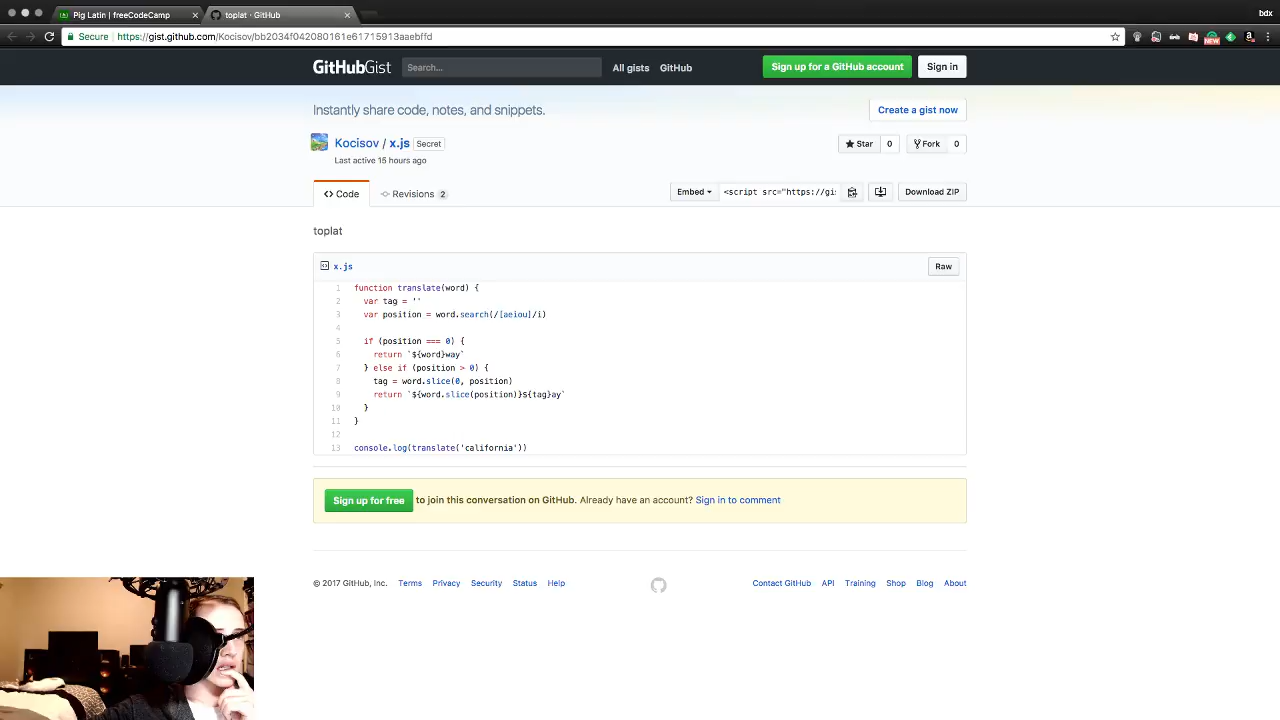 Pig Latin | freeCodeCamp
toplat · GitHub
bdx
Secure
https://gist.github.com/Kocisov/bb2034f042080161e61715913aaebffd
NEW
GitHubGist
Search...
All gists
GitHub
Sign up for a GitHub account
Sign in
Instantly share code, notes, and snippets.
Create a gist now
Kocisov / x.js Secret
Star 0
Fork 0
Last active 15 hours ago
Code
Revisions 2
Embed
<script src="https://gi
Download ZIP
toplat
x.js
Raw
1 function translate(word) {
2 var tag = ''
3 var position = word.search(/[aeiou]/i)
4
5 if (position === 0) {
6 return `${word}way`
7 } else if (position > 0) {
8 tag = word.slice(0, position)
9 return `${word.slice(position)}${tag}ay`
10 }
11 }
12
13 console.log(translate('california'))
Sign up for free to join this conversation on GitHub. Already have an account? Sign in to comment
© 2017 GitHub, Inc. Terms Privacy Security Status Help
Contact GitHub API Training Shop Blog About